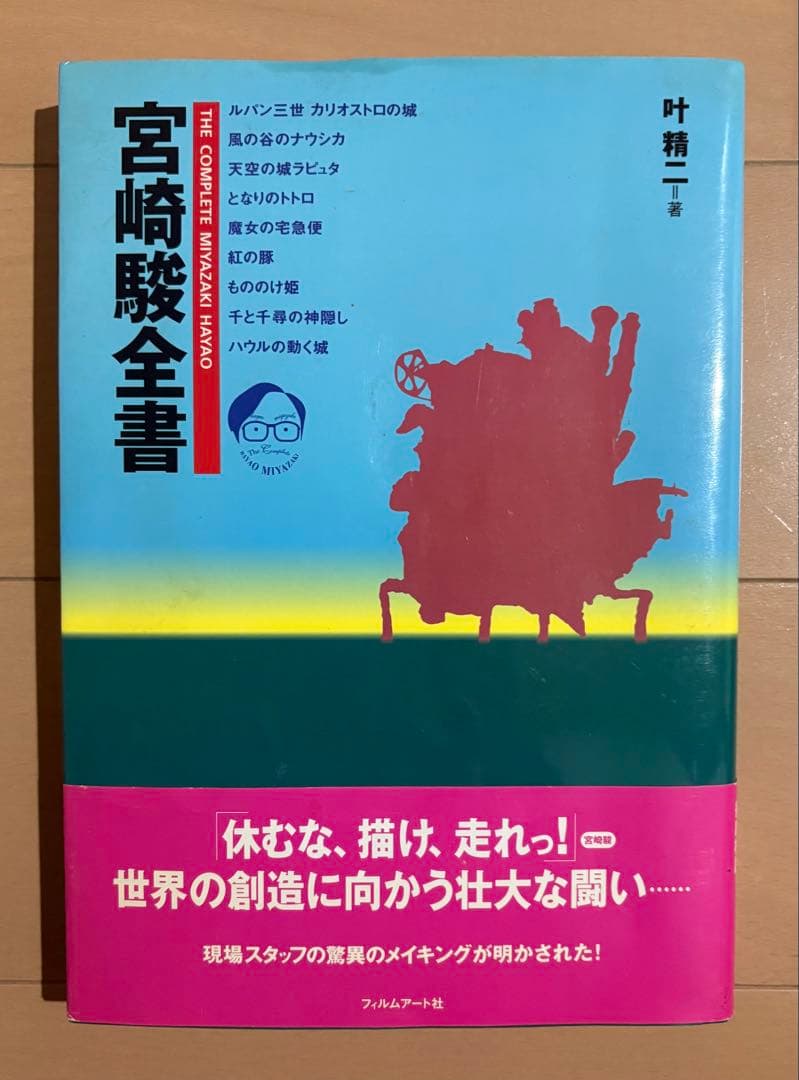 宮崎駿全書
THE COMPLETE MIYAZAKI HAYAO
ルパン三世 カリオストロの城
風の谷のナウシカ
天空の城ラピュタ
となりのトトロ
魔女の宅急便
紅の豚
もののけ姫
千と千尋の神隠し
ハウルの動く城
The Complete
HAYAO MIYAZAKI
叶精二=著
「休むな、描け、走れっ!」宮崎駿
世界の創造に向かう壮大な闘い……
現場スタッフの驚異のメイキングが明かされた!
フィルムアート社